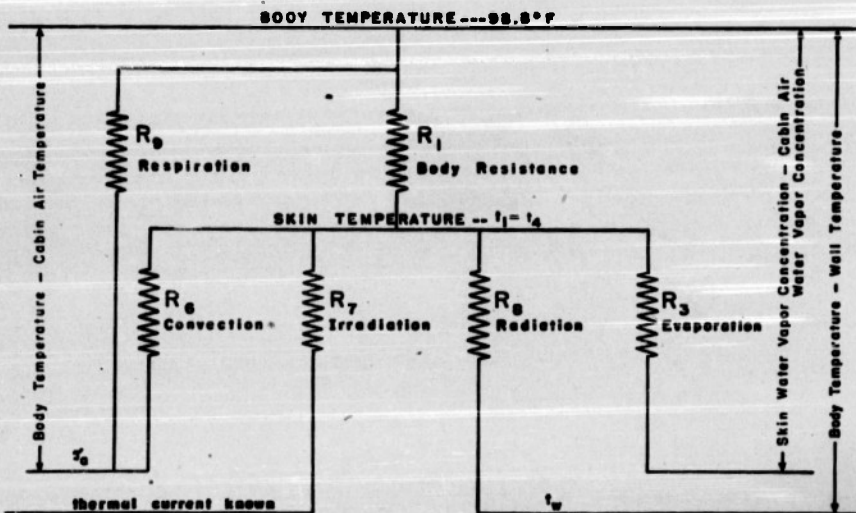 BODY TEMPERATURE---98.8°F
R9
Respiration
R1
Body Resistance
SKIN TEMPERATURE -- t1 = t4
R6
Convection
R7
Irradiation
R8
Radiation
R3
Evaporation
thermal current known
tw
Body Temperature - Cabin Air Temperature
Skin Water Vapor Concentration - Cabin Air
Water Vapor Concentration
Body Temperature - Wall Temperature